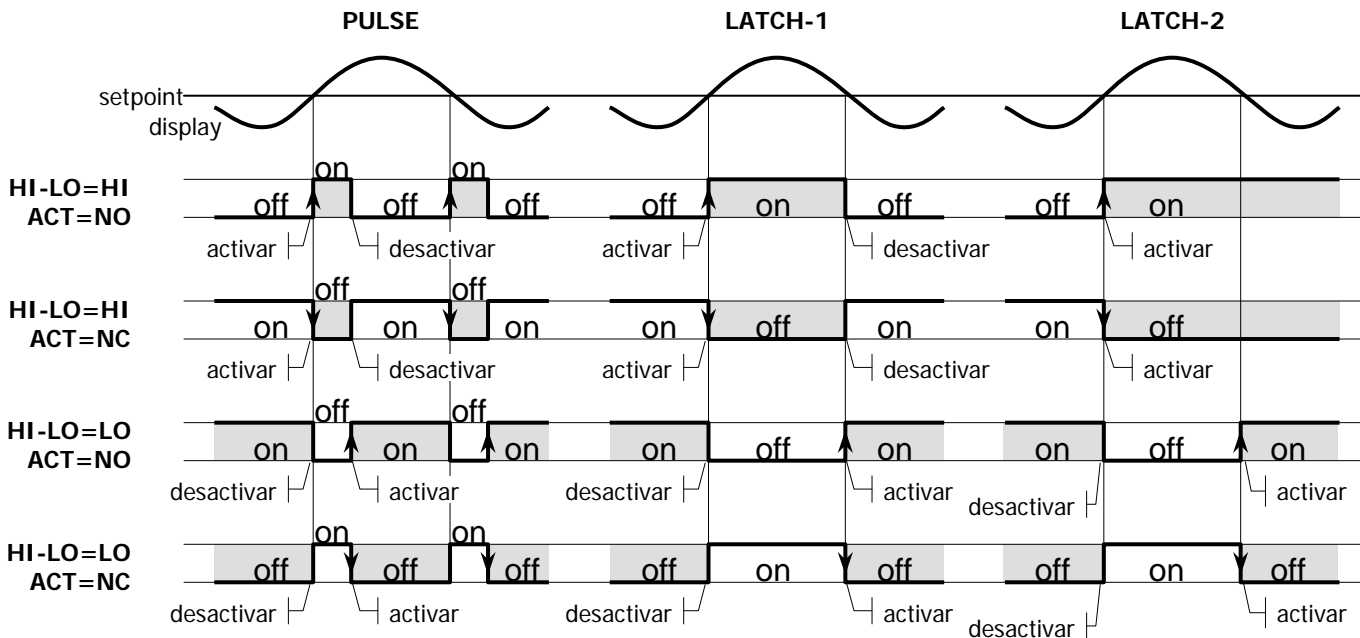 PULSE LATCH-1 LATCH-2
setpoint
display
on on
HI-LO=HI
ACT=NO
off off off off on off off on
activar desactivar activar desactivar activar
off off
HI-LO=HI
ACT=NC
on on on on off on on off
activar desactivar activar desactivar activar
off off
HI-LO=LO
ACT=NO
on on on on off on on off on
desactivar activar desactivar activar desactivar activar
on on
HI-LO=LO
ACT=NC
off off off off on off off on off
desactivar activar desactivar activar desactivar activar